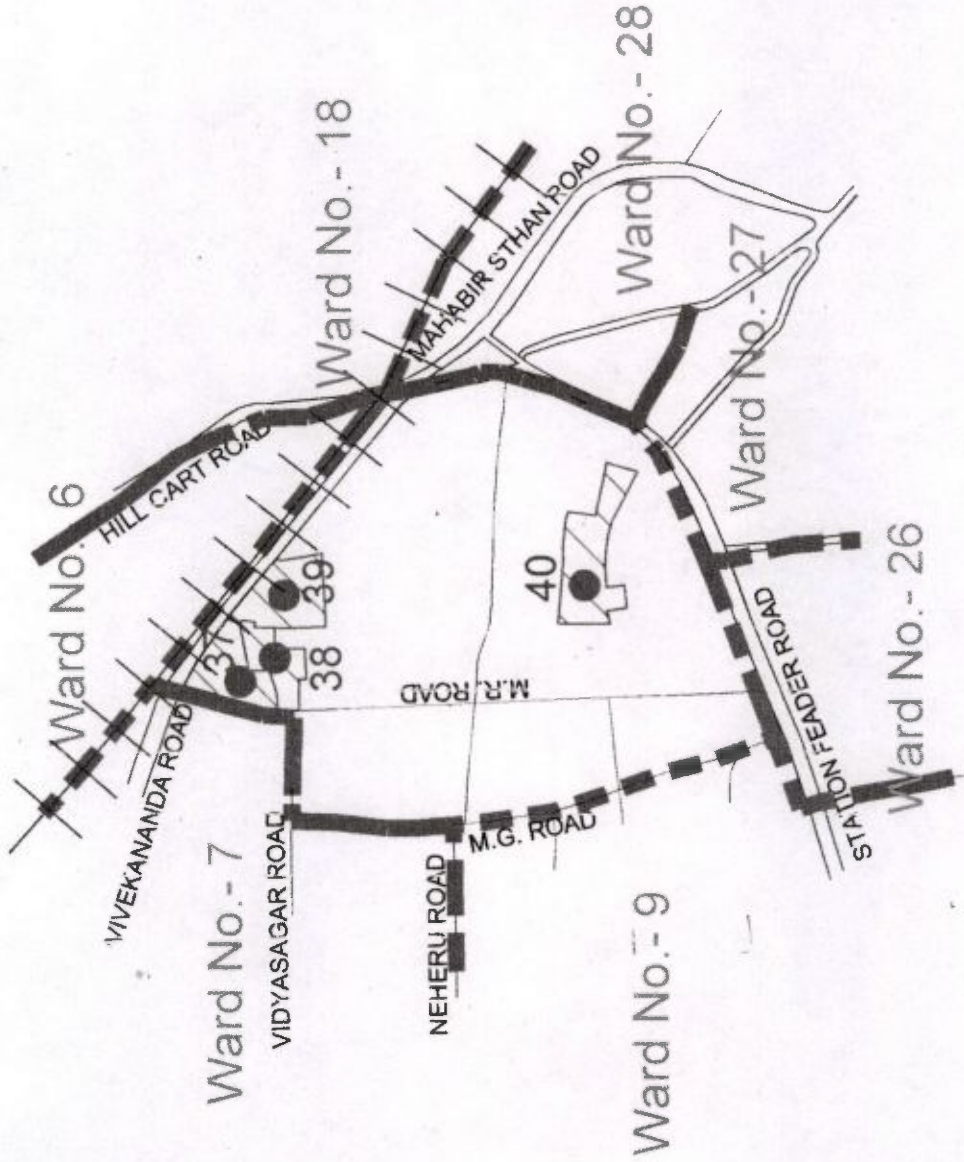 Ward No.- 28
Ward No.- 18
MAHABIR STHAN ROAD
Ward No.- 27
HILL CART ROAD
Ward No. 6
39
38
40
M.R. ROAD
VIVEKANANDA ROAD
Ward No.- 7
VIDYASAGAR ROAD
NEHERU ROAD
M.G. ROAD
STATION FEADER ROAD
Ward No.- 26
Ward No.- 9